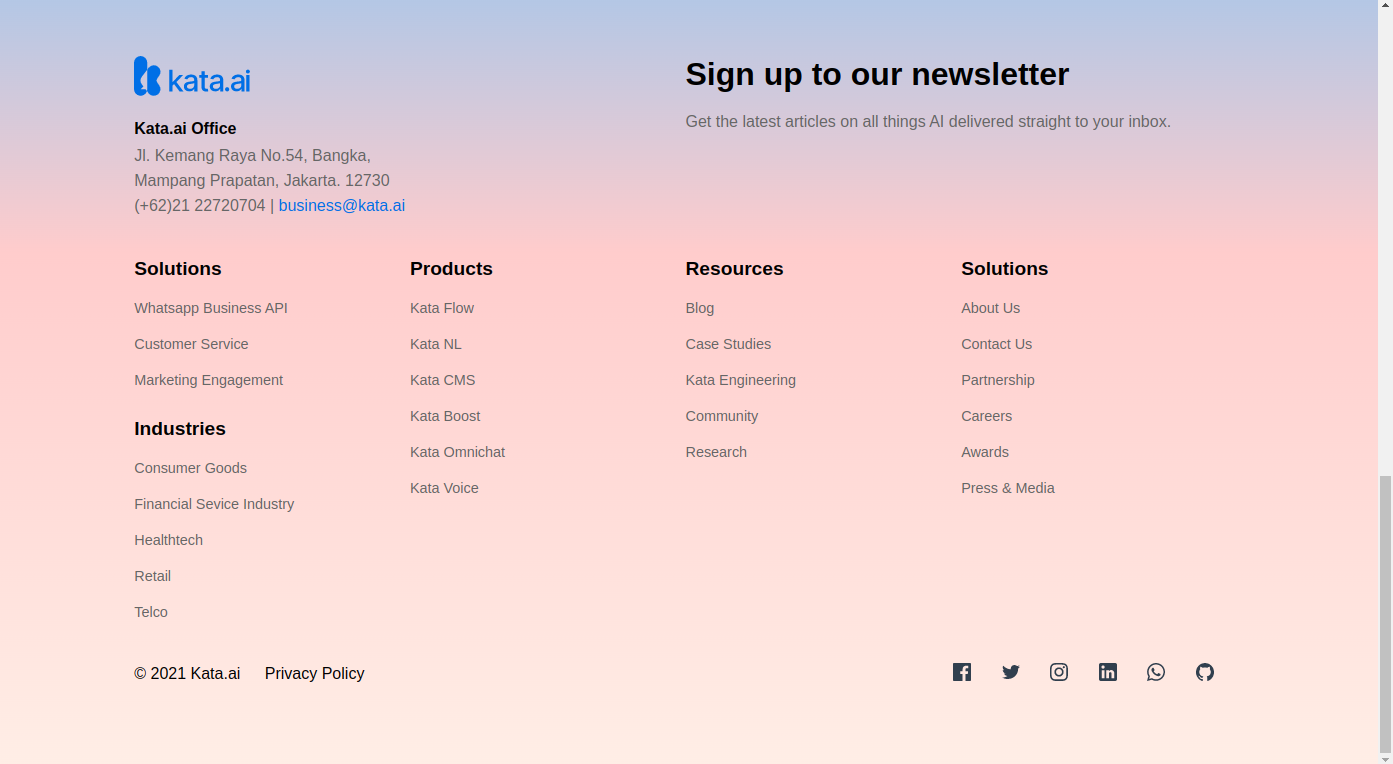 kata.ai
Kata.ai Office
Jl. Kemang Raya No.54, Bangka,
Mampang Prapatan, Jakarta. 12730
(+62)21 22720704 | business@kata.ai
Sign up to our newsletter
Get the latest articles on all things AI delivered straight to your inbox.
Solutions
Whatsapp Business API
Customer Service
Marketing Engagement
Industries
Consumer Goods
Financial Sevice Industry
Healthtech
Retail
Telco
Products
Kata Flow
Kata NL
Kata CMS
Kata Boost
Kata Omnichat
Kata Voice
Resources
Blog
Case Studies
Kata Engineering
Community
Research
Solutions
About Us
Contact Us
Partnership
Careers
Awards
Press & Media
© 2021 Kata.ai Privacy Policy